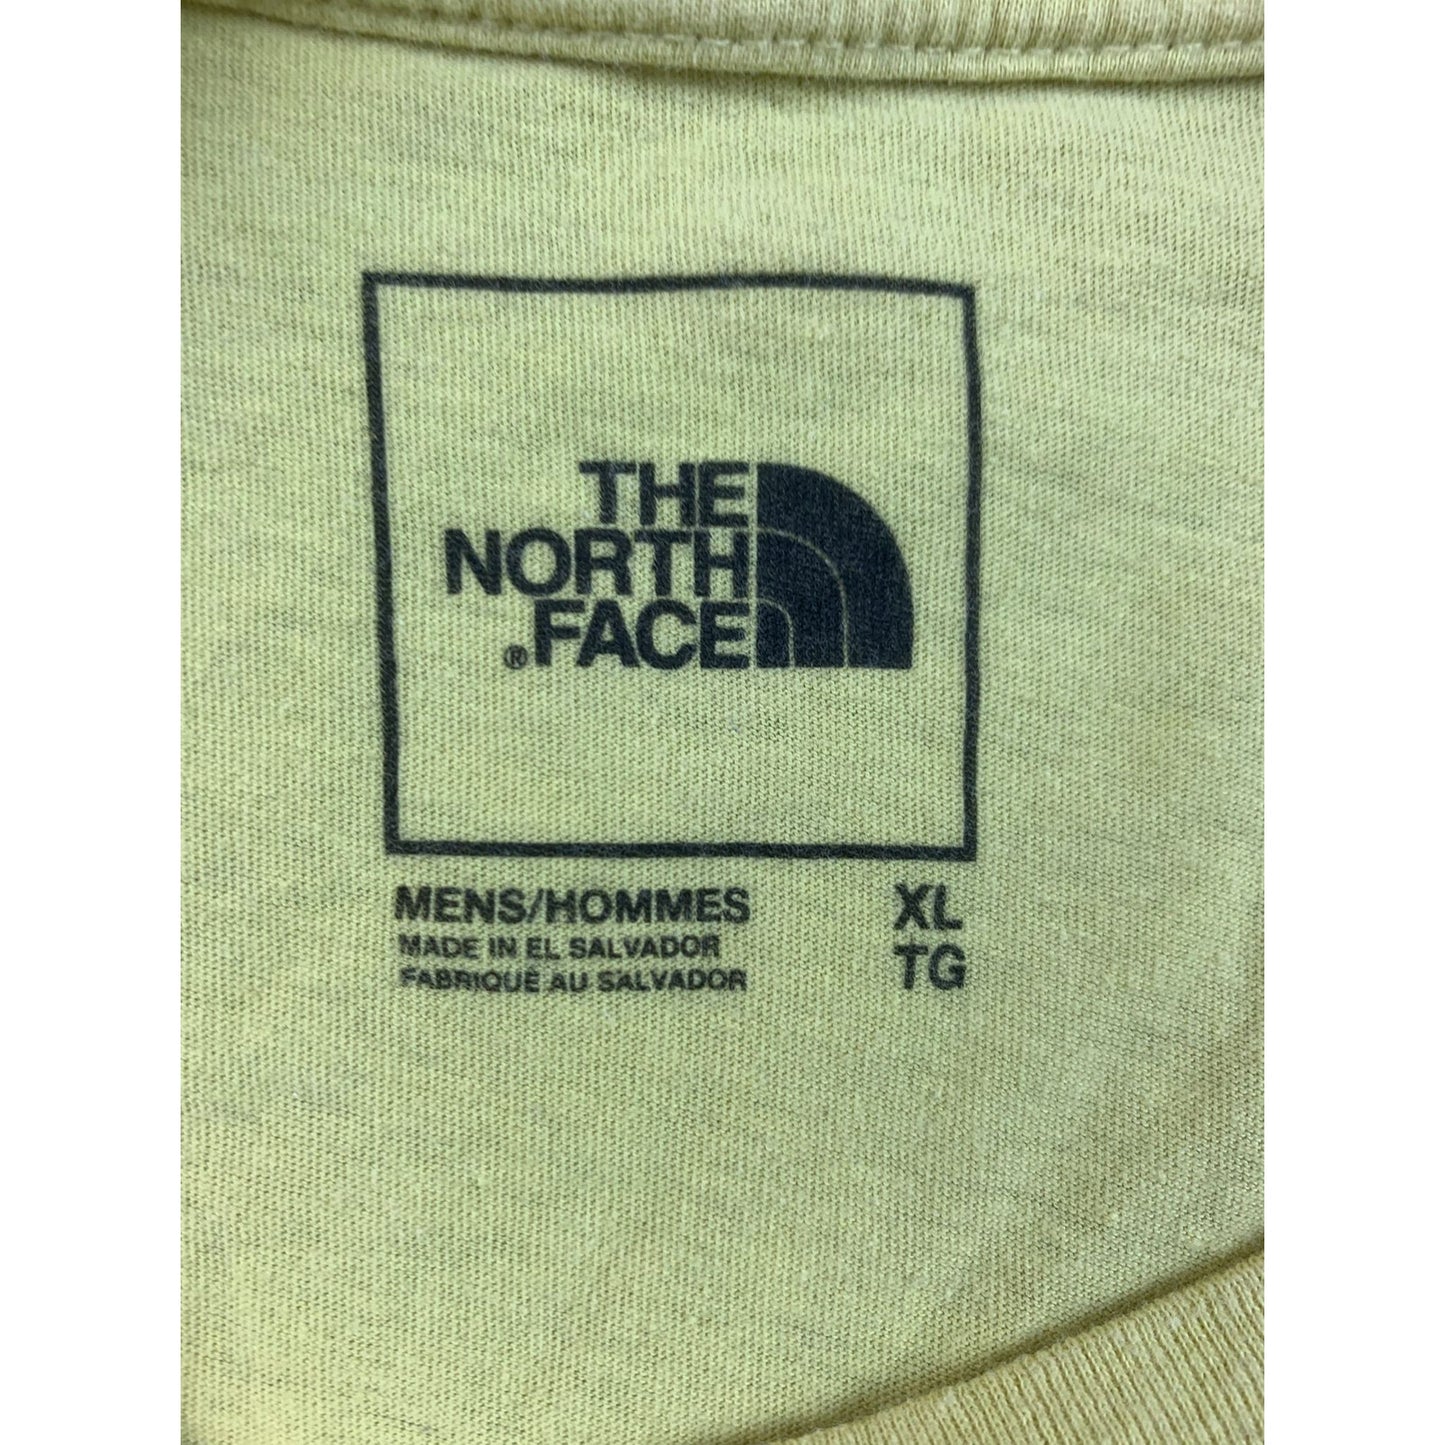 THE
NORTH
® FACE
MENS/HOMMES XL
MADE IN EL SALVADOR TG
FABRIQUÉ AU SALVADOR